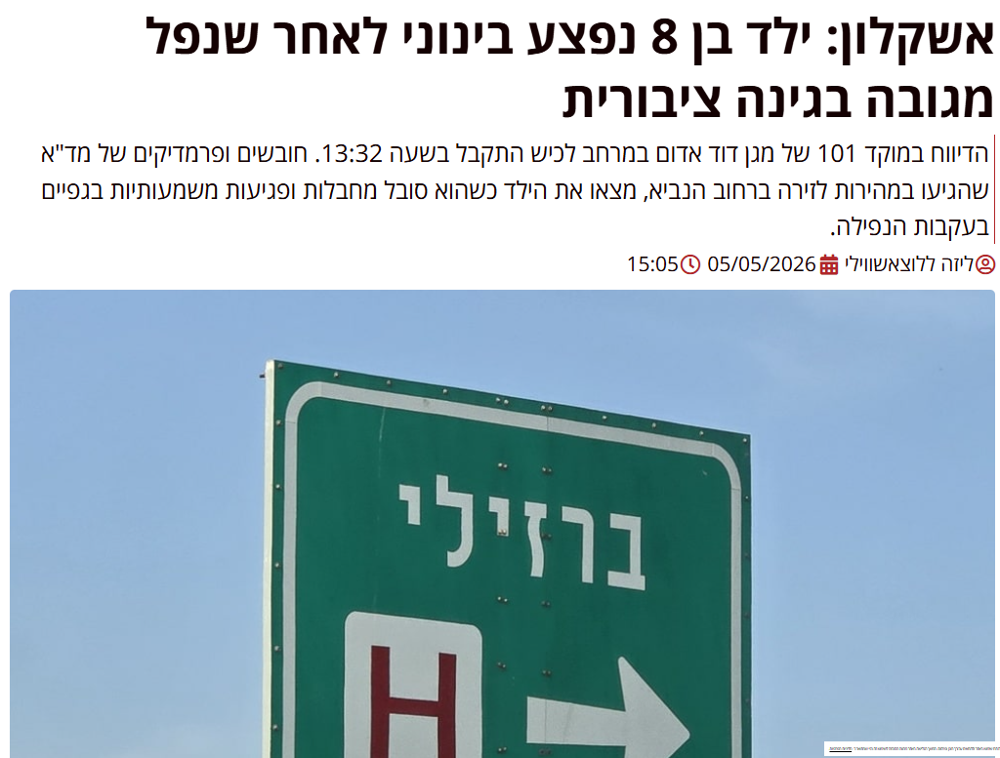 אשקלון: ילד בן 8 נפצע בינוני לאחר שנפל
מגובה בגינה ציבורית
הדיווח במוקד 101 של מגן דוד אדום במרחב לכיש התקבל בשעה 13:32. חובשים ופרמדיקים של מד"א
שהגיעו במהירות לזירה ברחוב הנביא, מצאו את הילד כשהוא סובל מחבלות ופגיעות משמעותיות בגפיים
בעקבות הנפילה.
ליזה ללוצאשווילי 05/05/2026 15:05
ברזילי
H